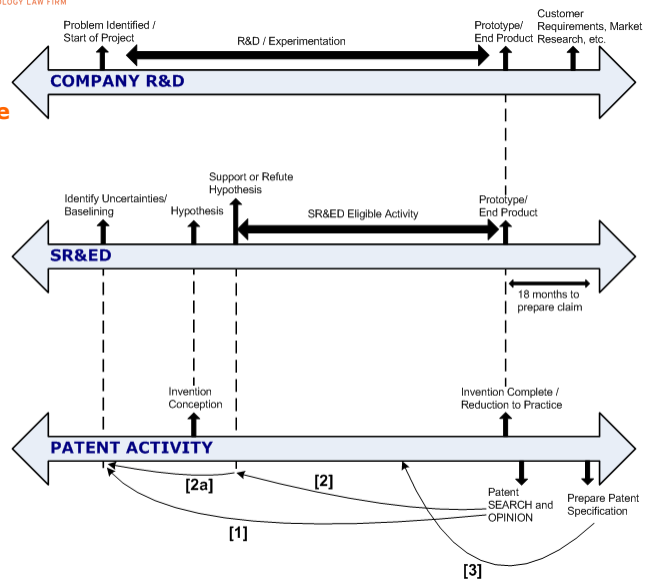 OLOGY LAW FIRM
Problem Identified /
Start of Project
R&D / Experimentation
Prototype/
End Product
Customer
Requirements, Market
Research, etc.
COMPANY R&D
e
Identify Uncertainties/
Baselining
Hypothesis
Support or Refute
Hypothesis
SR&ED Eligible Activity
Prototype/
End Product
SR&ED
18 months to
prepare claim
Invention
Conception
Invention Complete /
Reduction to Practice
PATENT ACTIVITY
[2a]
[2]
[1]
Patent
SEARCH and
OPINION
Prepare Patent
Specification
[3]